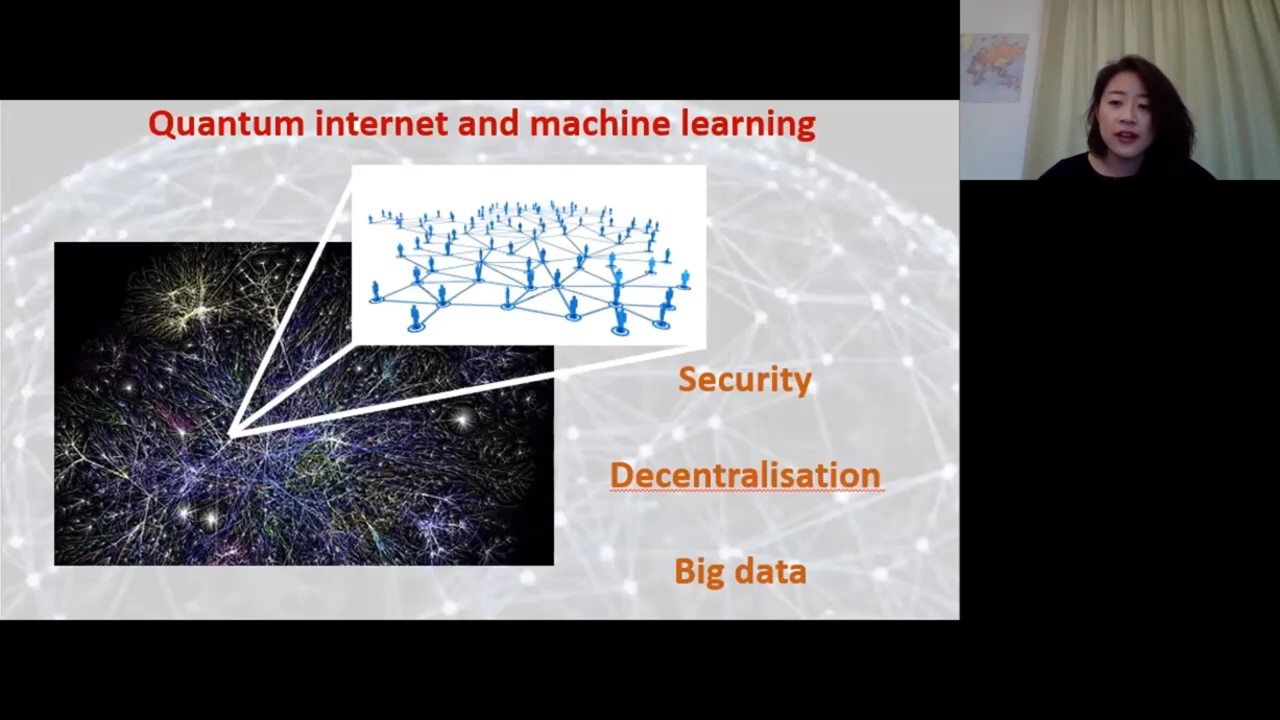 Quantum internet and machine learning
Security
Decentralisation
Big data